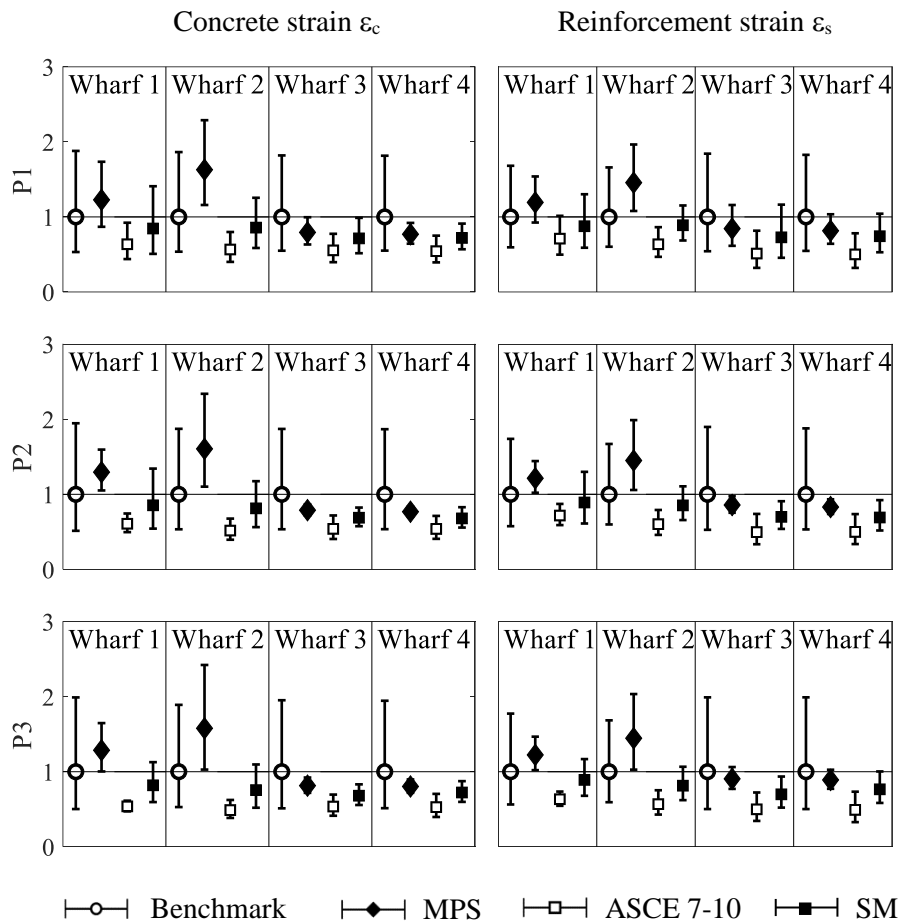 Concrete strain εc Reinforcement strain εs
3 Wharf 1 Wharf 2 Wharf 3 Wharf 4 Wharf 1 Wharf 2 Wharf 3 Wharf 4
2
P1
1
0
3 Wharf 1 Wharf 2 Wharf 3 Wharf 4 Wharf 1 Wharf 2 Wharf 3 Wharf 4
2
P2
1
0
3 Wharf 1 Wharf 2 Wharf 3 Wharf 4 Wharf 1 Wharf 2 Wharf 3 Wharf 4
2
P3
1
0
Benchmark MPS ASCE 7-10 SM